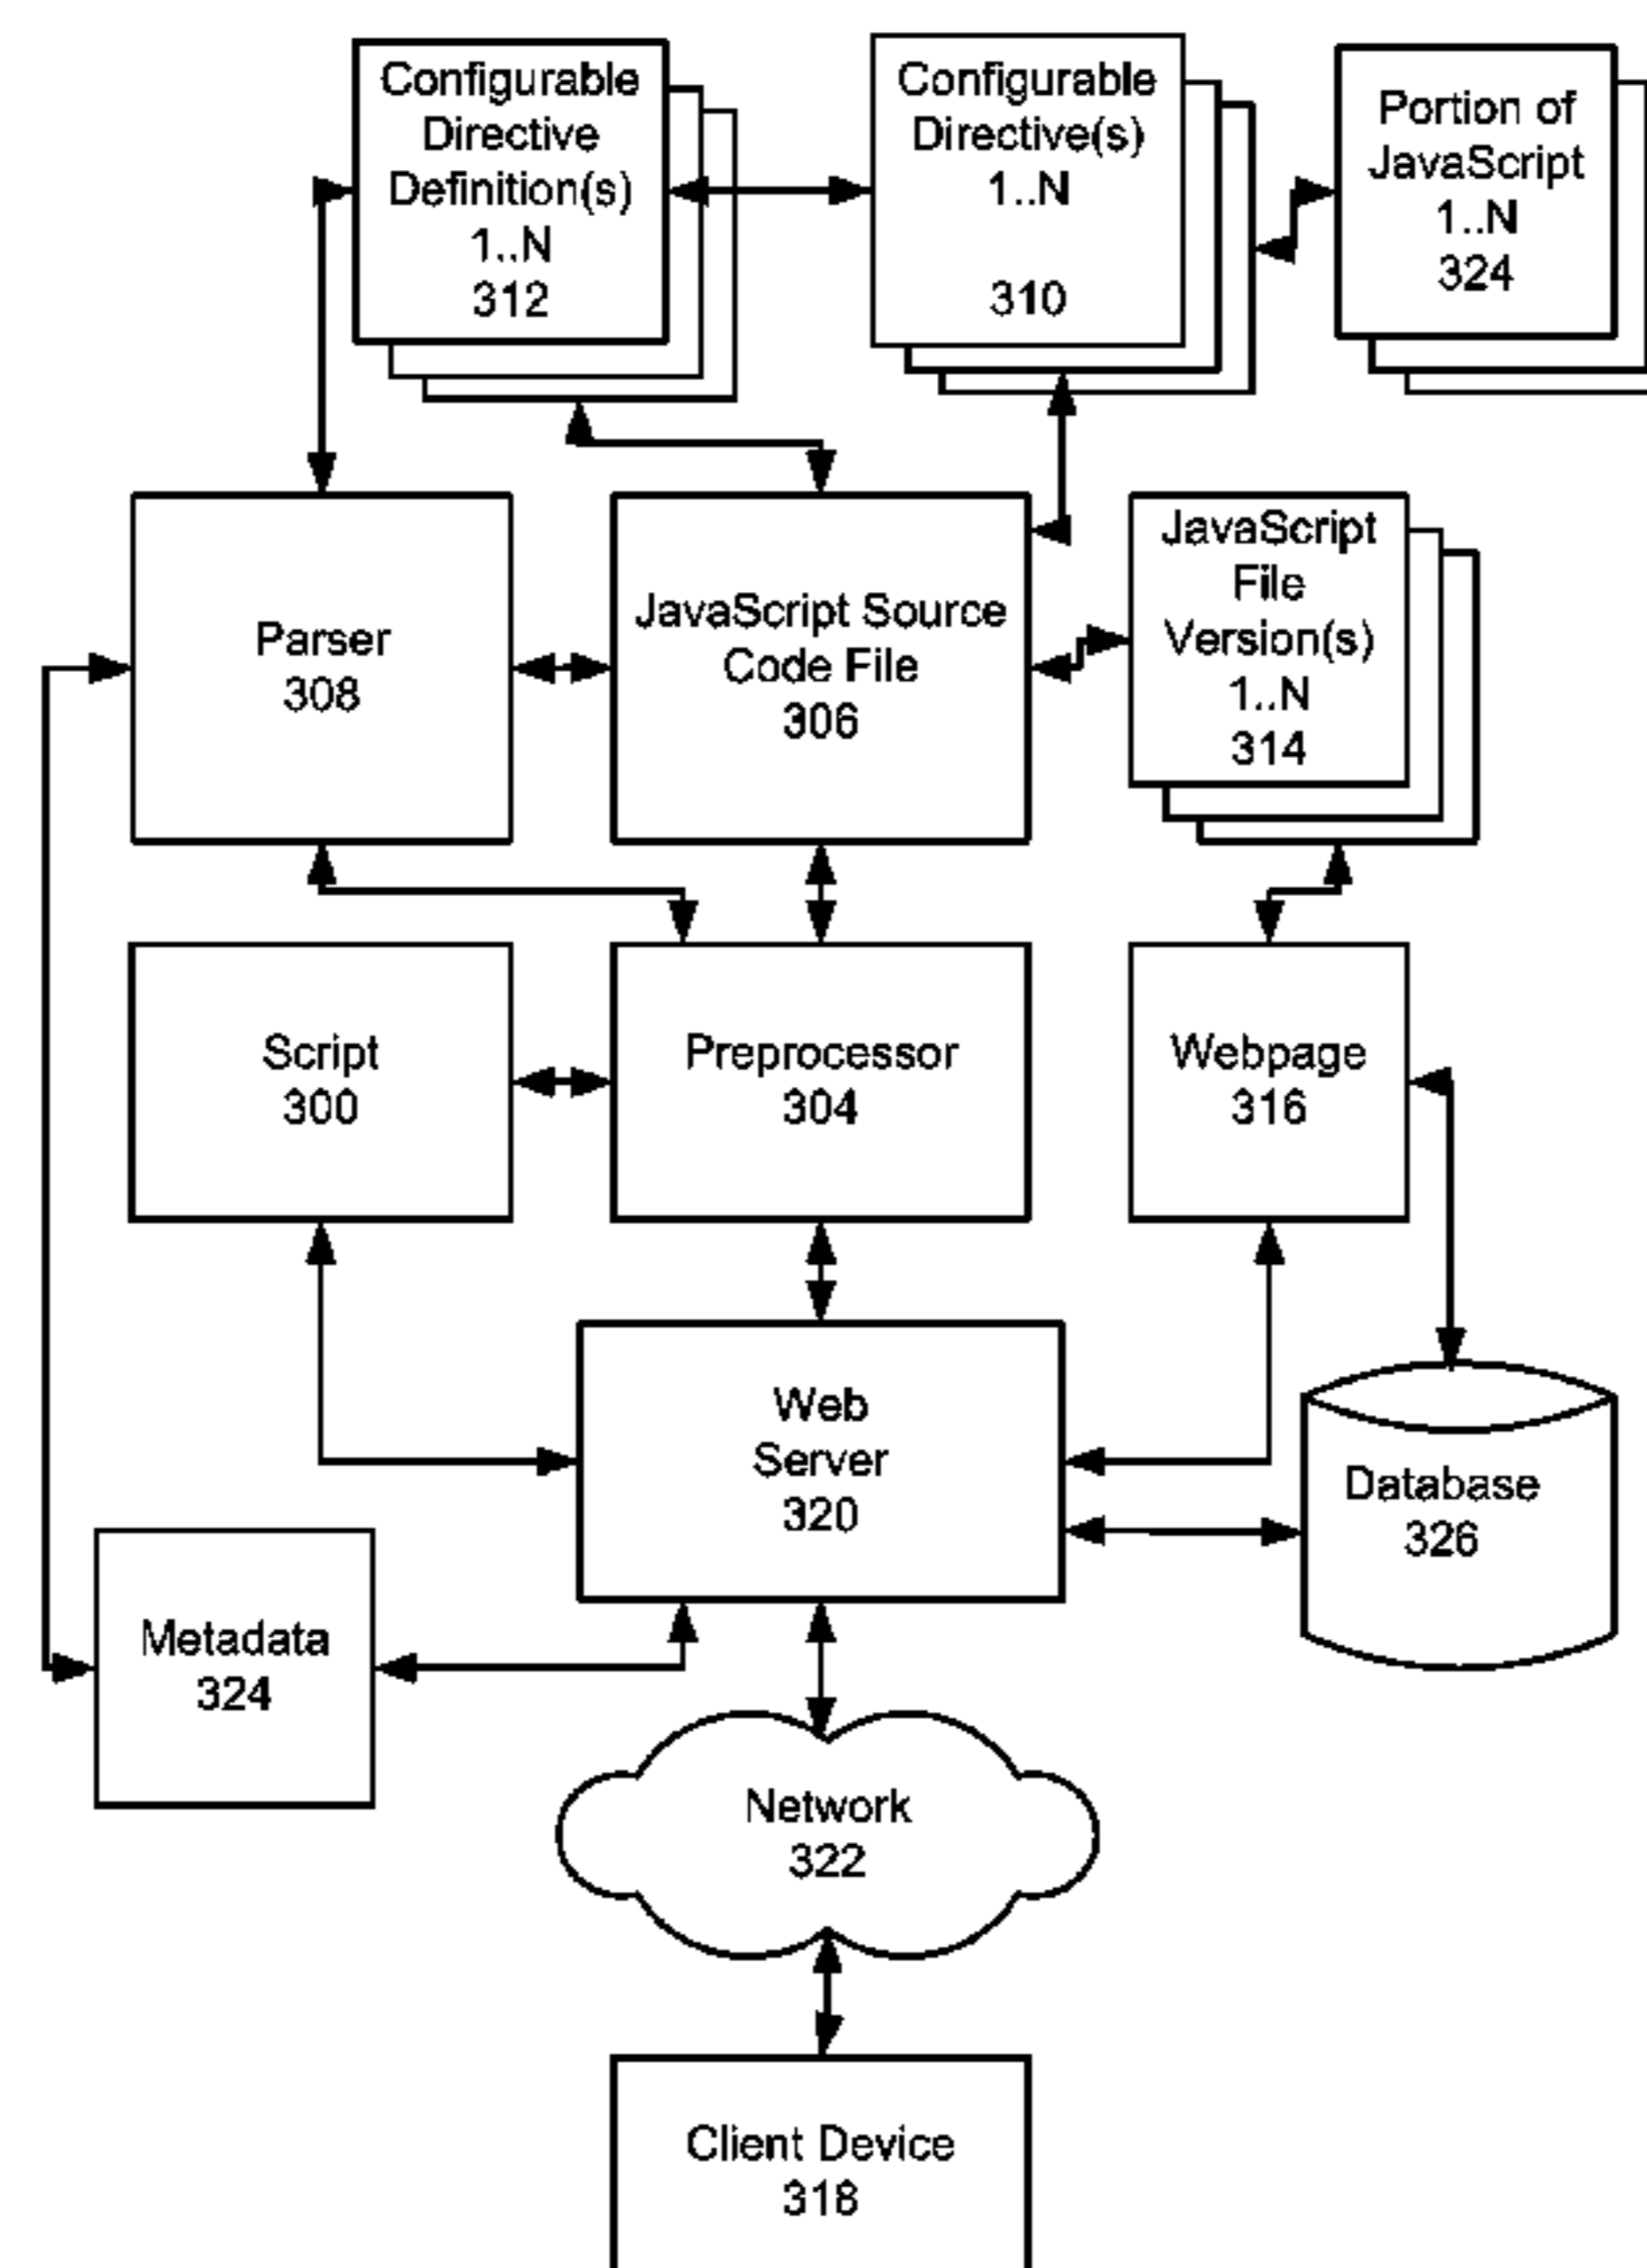 Configurable
Directive
Definition(s)
1..N
312
Configurable
Directive(s)
1..N
310
Portion of
JavaScript
1..N
324
Parser
308
JavaScript Source
Code File
306
JavaScript
File
Version(s)
1..N
314
Script
300
Preprocessor
304
Webpage
316
Web
Server
320
Database
326
Metadata
324
Network
322
Client Device
318